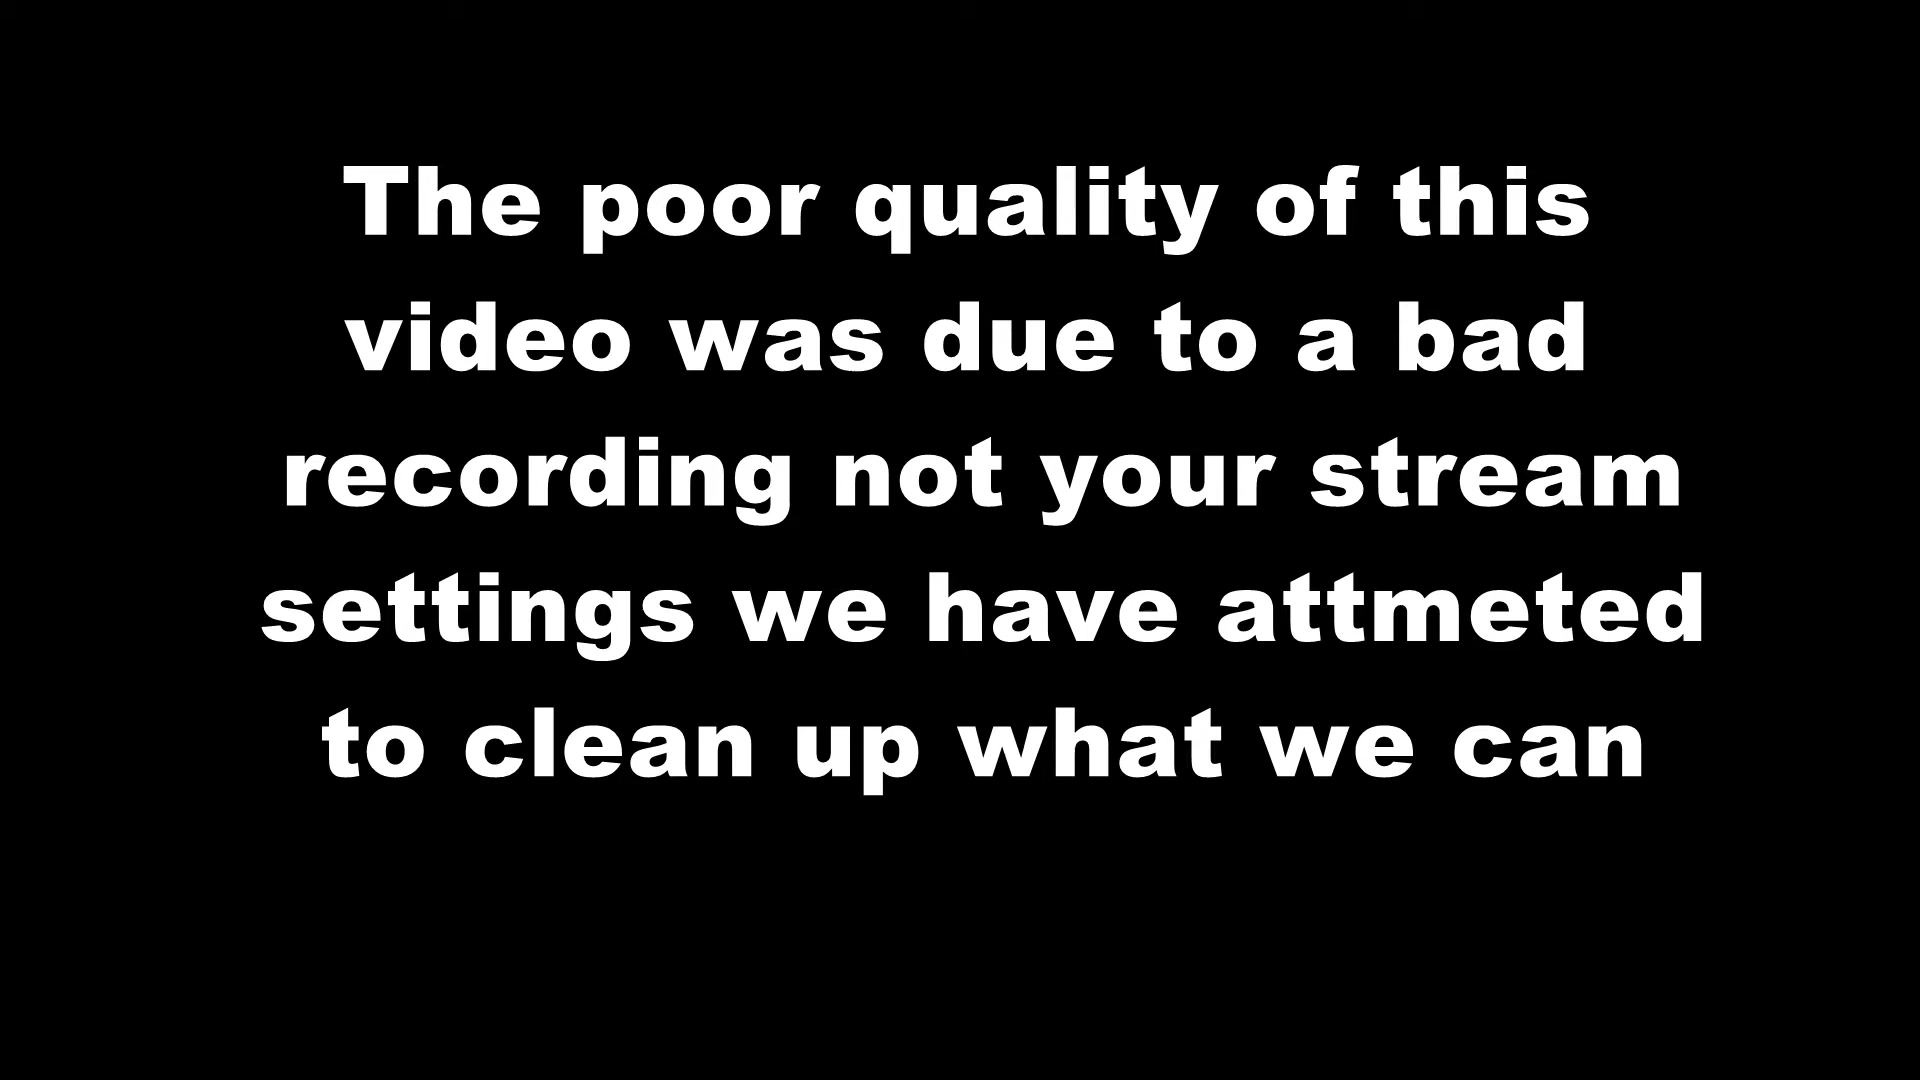 The poor quality of this
video was due to a bad
recording not your stream
settings we have attmeted
to clean up what we can